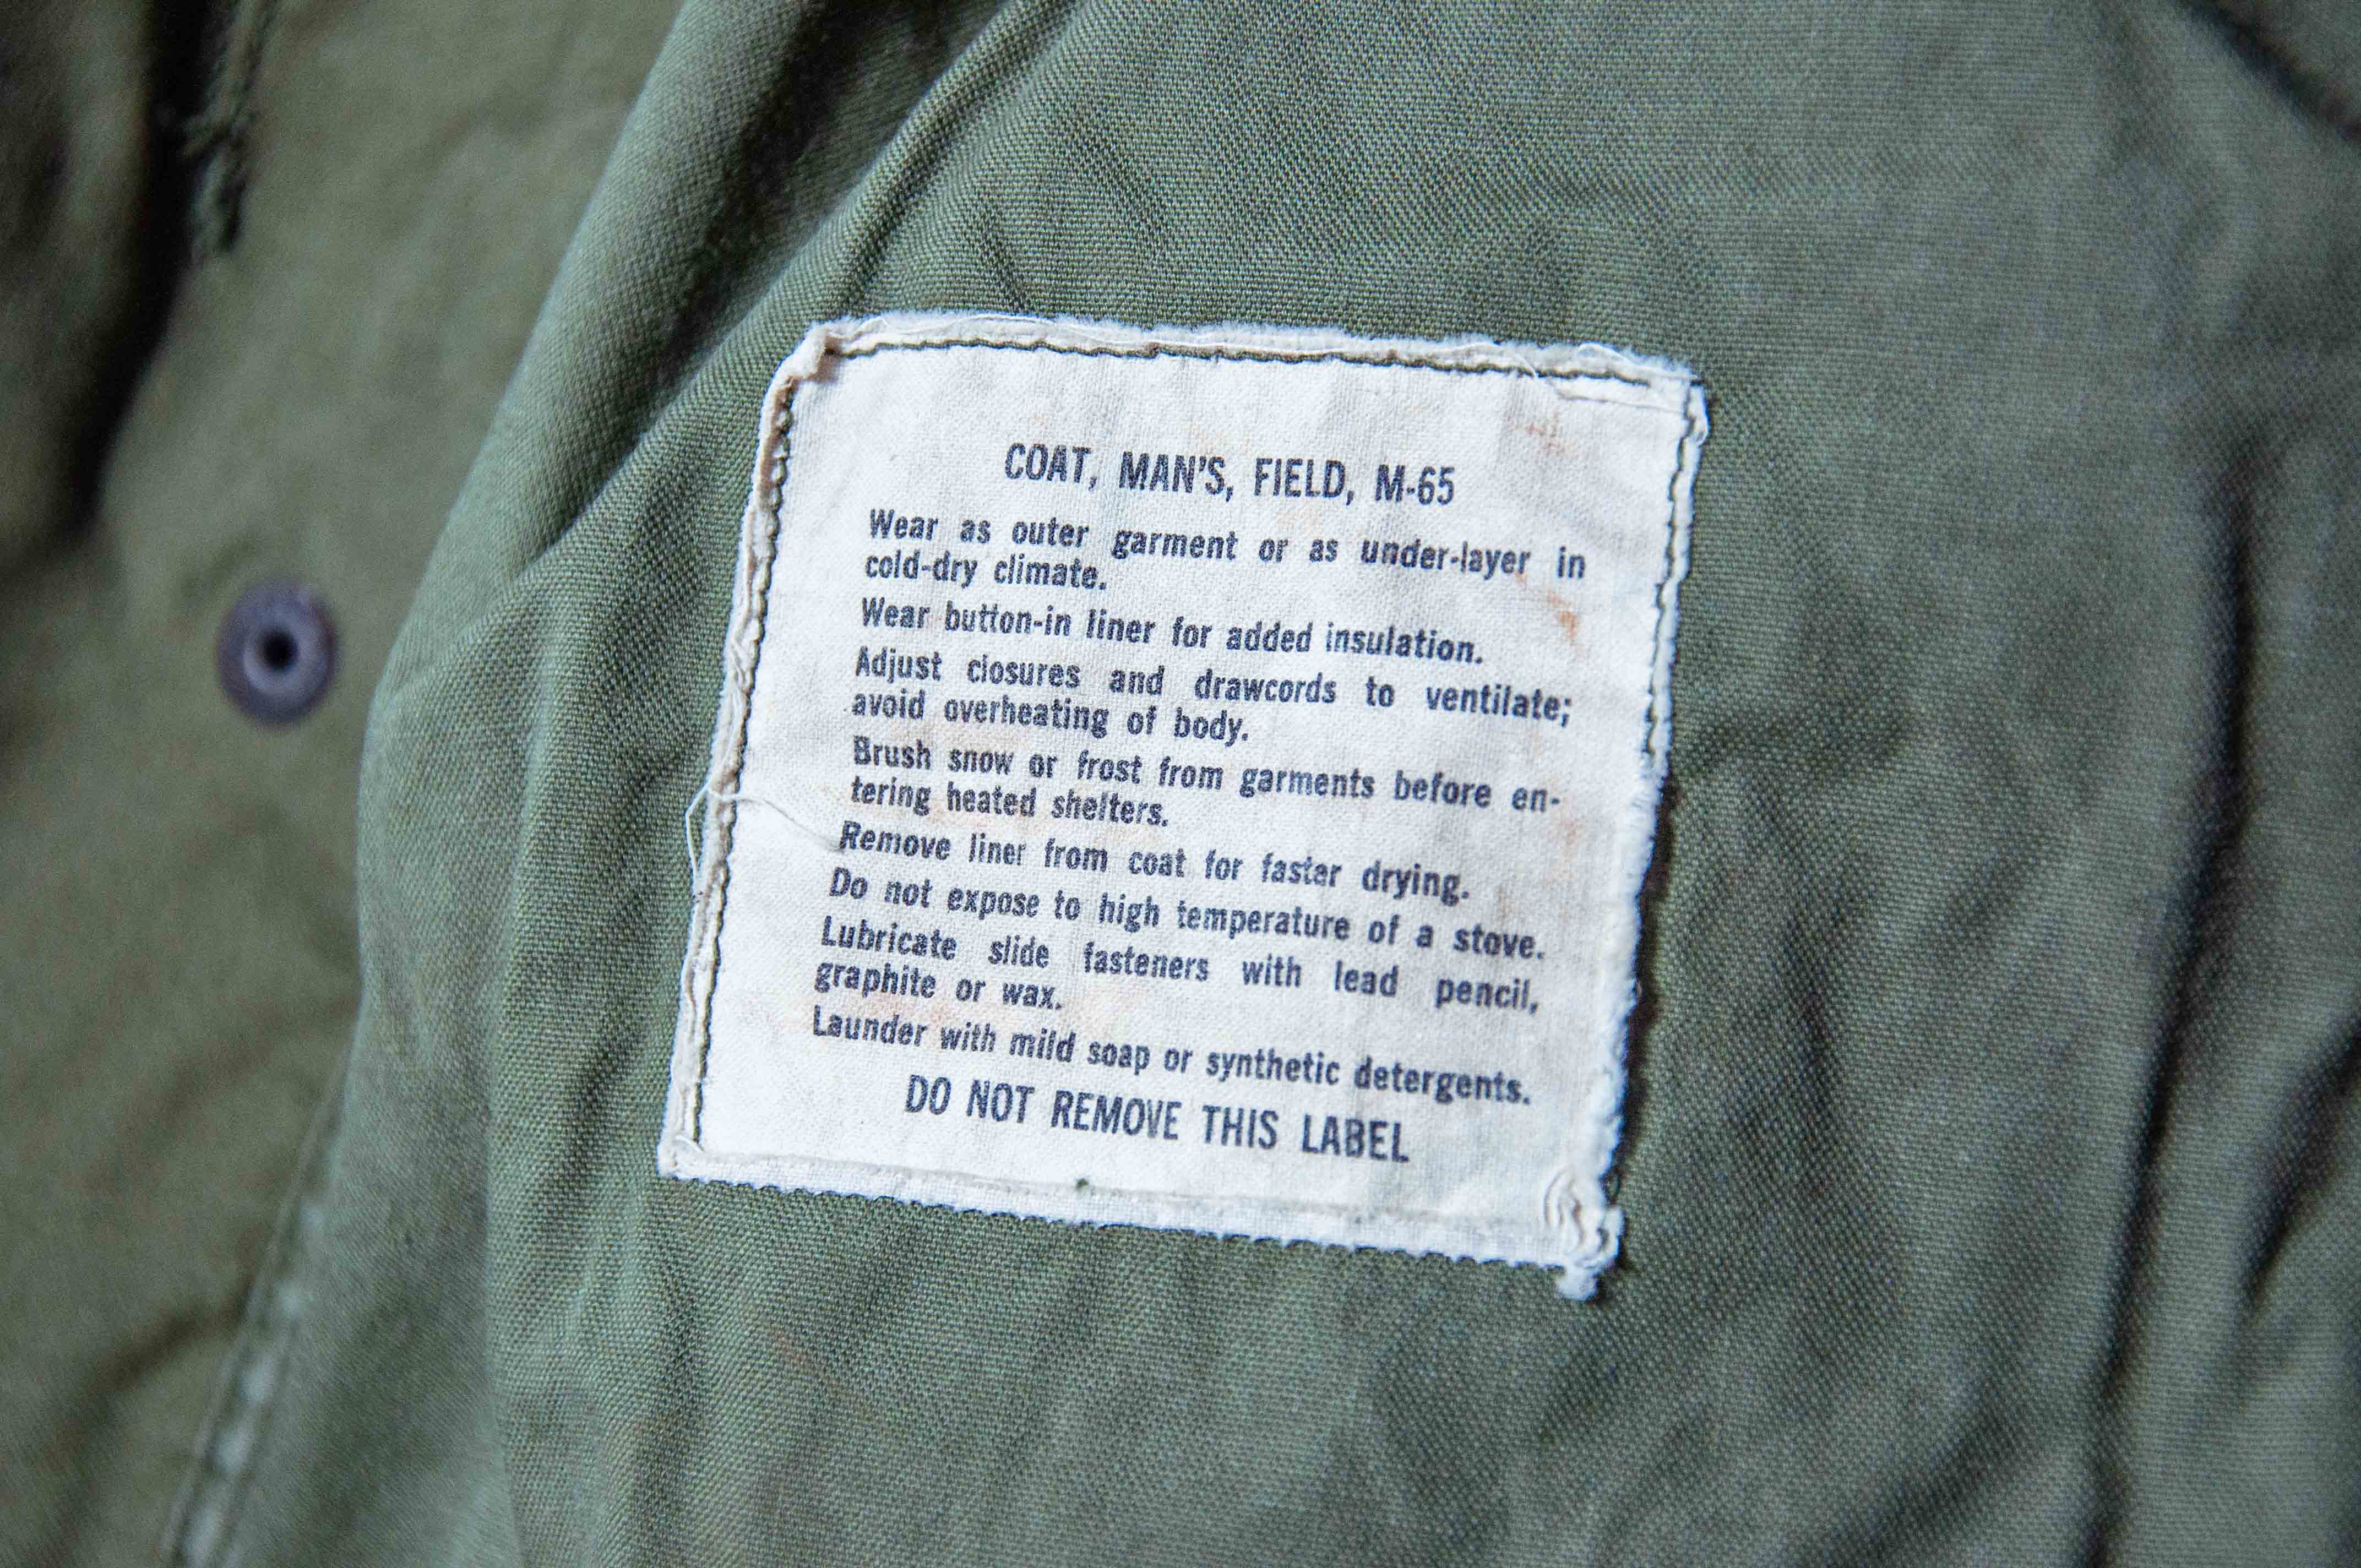 COAT, MAN'S, FIELD, M-65
Wear as outer garment or as under-layer in
cold-dry climate.
Wear button-in liner for added insulation.
Adjust closures and drawcords to ventilate;
avoid overheating of body.
Brush snow or frost from garments before en-
tering heated shelters.
Remove liner from coat for faster drying.
Do not expose to high temperature of a stove.
Lubricate slide fasteners with lead pencil,
graphite or wax.
Launder with mild soap or synthetic detergents.
DO NOT REMOVE THIS LABEL